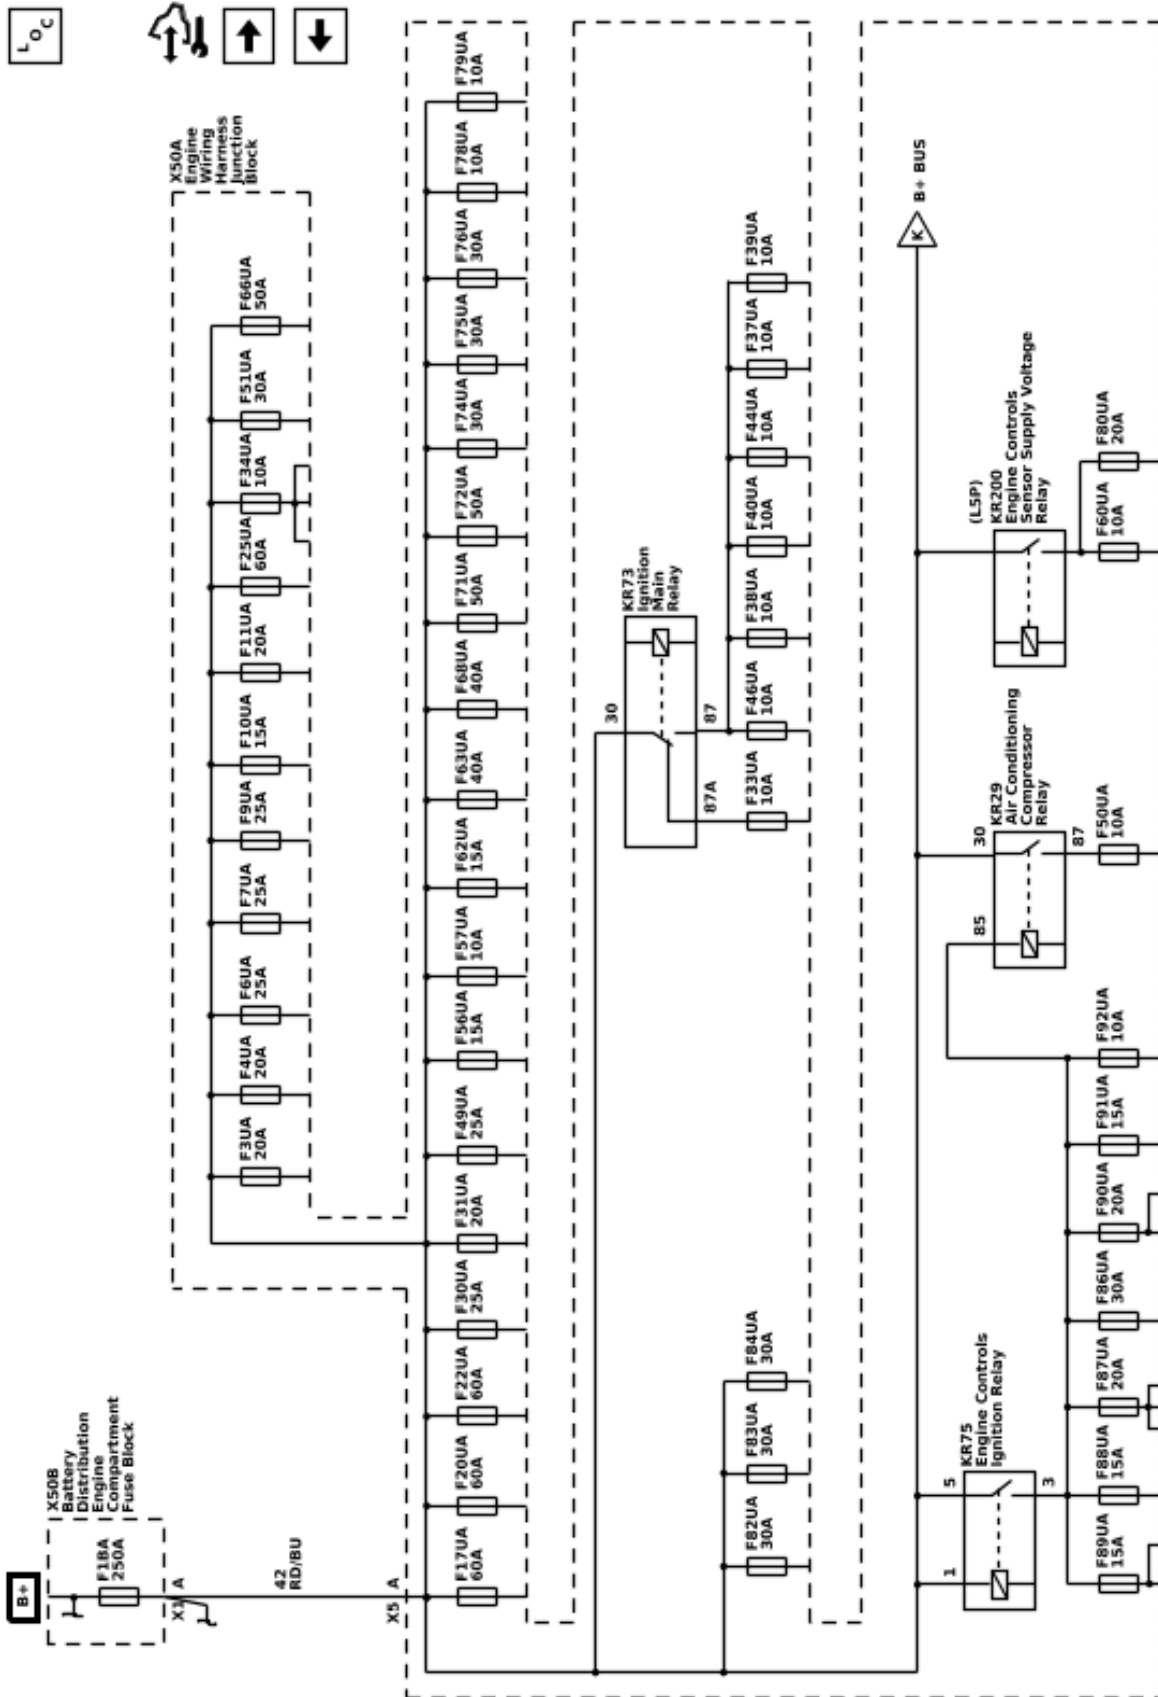 LOC
X50A
Engine
Wiring
Harness
Junction
Block
F66UA
50A
F51UA
30A
F34UA
10A
F25UA
60A
F11UA
20A
F10UA
15A
F9UA
25A
F7UA
25A
F6UA
25A
F4UA
20A
F3UA
20A
X50B
Battery
Distribution
Engine
Compartment
Fuse Block
B+
F1BA
250A
X1
A
42
RD/BU
X5
A
F79UA
10A
F78UA
10A
F76UA
30A
F75UA
30A
F74UA
30A
F72UA
50A
F71UA
50A
F68UA
40A
F63UA
40A
F62UA
15A
F57UA
10A
F56UA
15A
F49UA
25A
F31UA
20A
F30UA
25A
F22UA
60A
F20UA
60A
F17UA
60A
KR73
Ignition
Main
Relay
30
87
87A
F39UA
10A
F37UA
10A
F44UA
10A
F40UA
10A
F38UA
10A
F46UA
10A
F33UA
10A
F84UA
30A
F83UA
30A
F82UA
30A
K
B+ BUS
(L5P)
KR200
Engine Controls
Sensor Supply Voltage
Relay
F80UA
20A
F60UA
10A
KR29
Air Conditioning
Compressor
Relay
30
85
87
F50UA
10A
KR75
Engine Controls
Ignition Relay
5
1
3
F92UA
10A
F91UA
15A
F90UA
20A
F86UA
30A
F87UA
20A
F88UA
15A
F89UA
15A